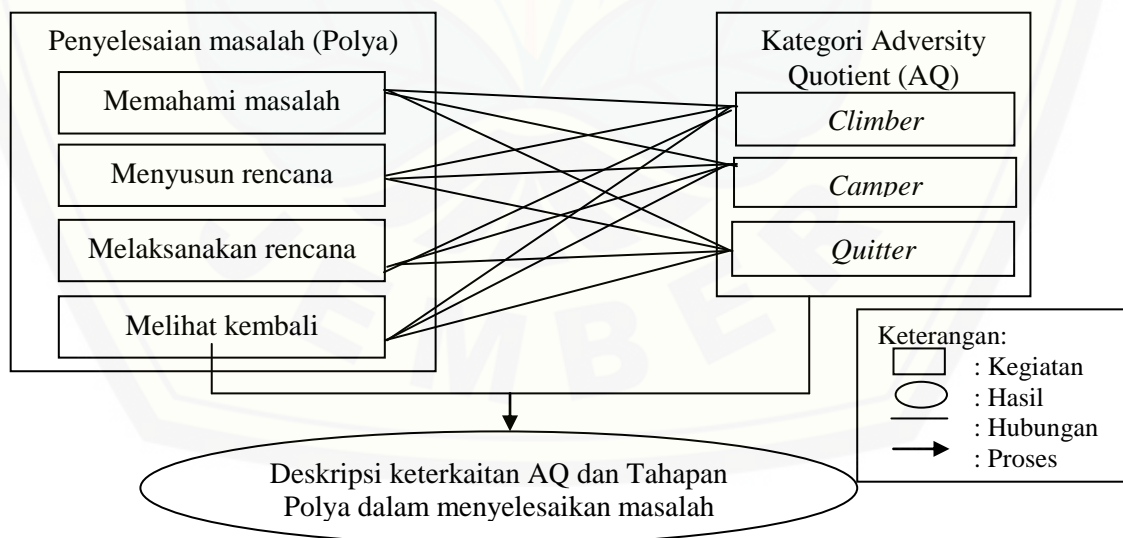 Penyelesaian masalah (Polya)
Memahami masalah
Menyusun rencana
Melaksanakan rencana
Melihat kembali
Kategori Adversity
Quotient (AQ)
Climber
Camper
Quitter
Keterangan:
: Kegiatan
: Hasil
: Hubungan
: Proses
Deskripsi keterkaitan AQ dan Tahapan
Polya dalam menyelesaikan masalah